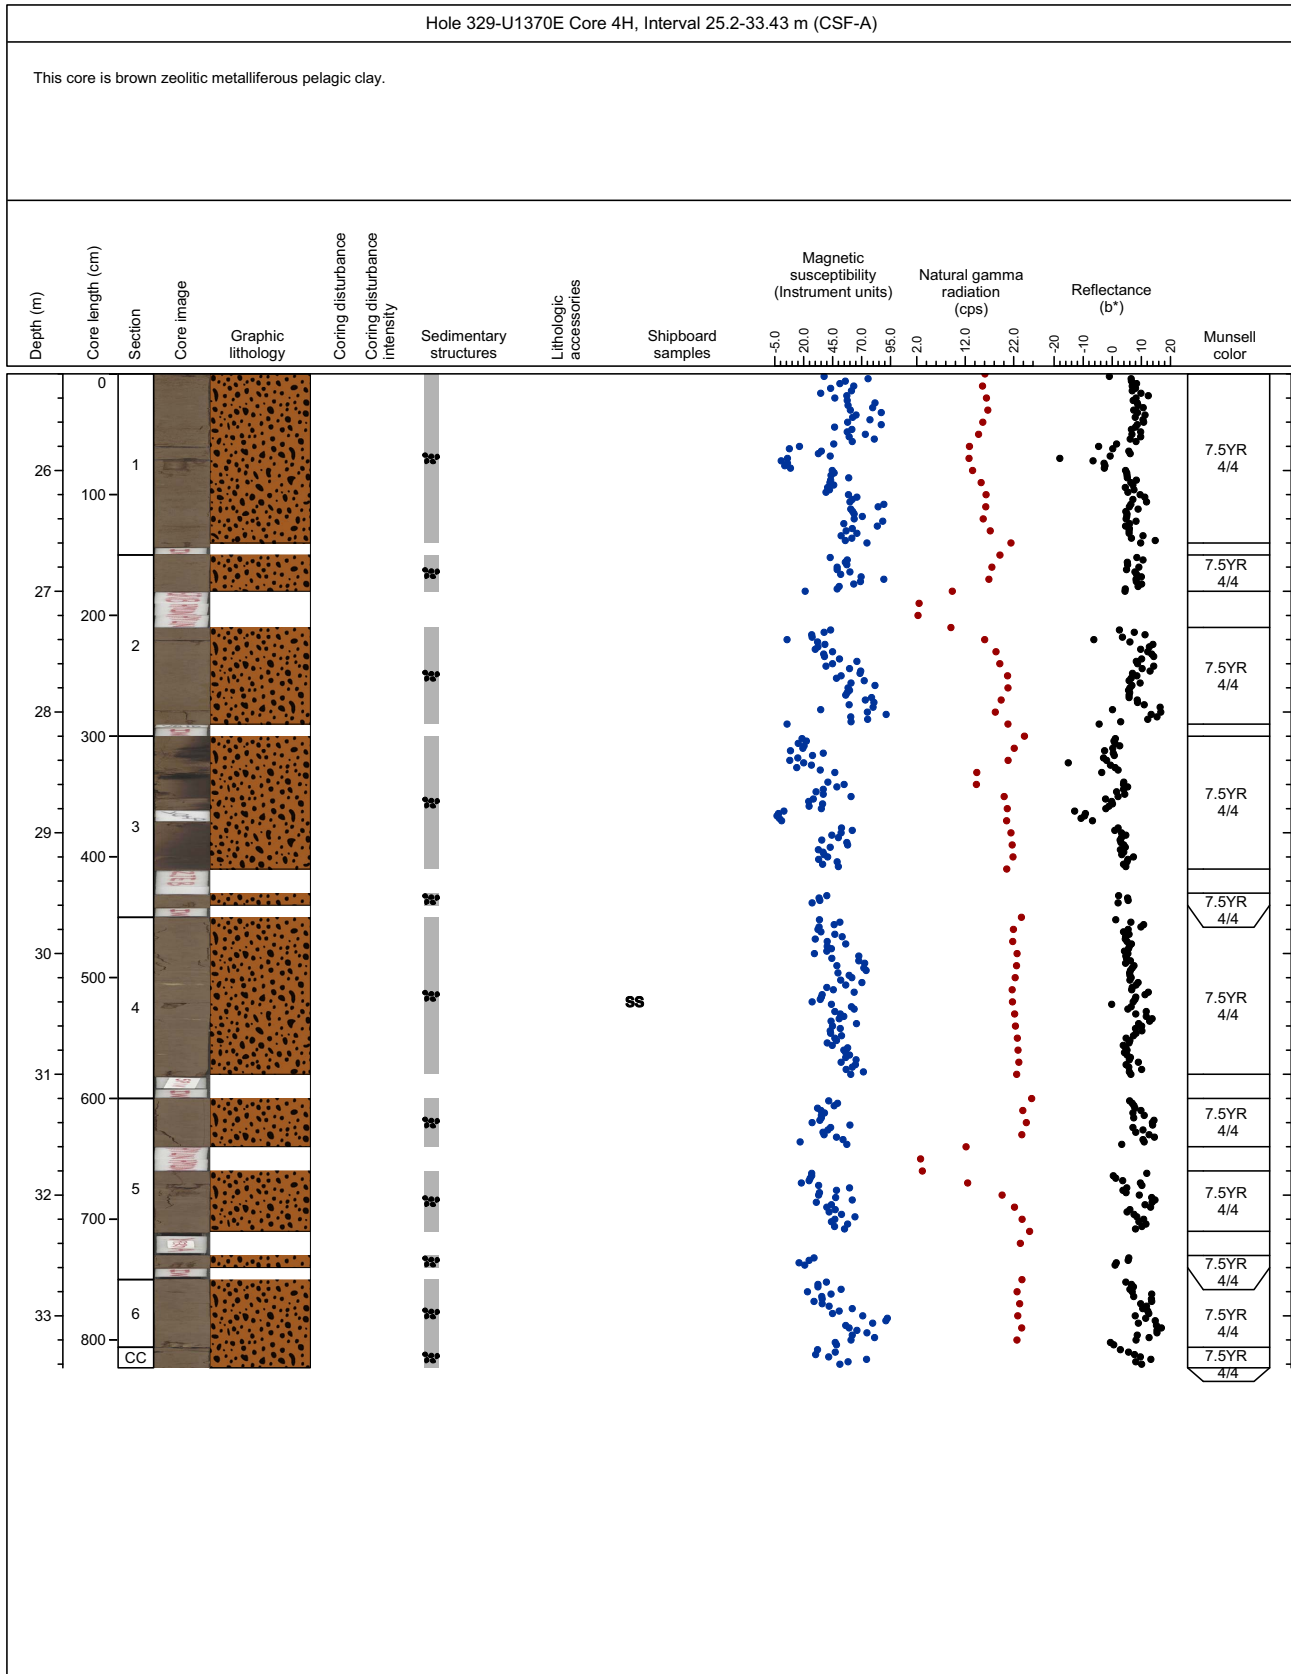 Hole 329-U1370E Core 4H, Interval 25.2-33.43 m (CSF-A)
This core is brown zeolitic metalliferous pelagic clay.
Depth (m)
Core length (cm)
Section
Core image
Graphic
lithology
Coring disturbance
Coring disturbance
intensity
Sedimentary
structures
Lithologic
accessories
Shipboard
samples
Magnetic
susceptibility
(Instrument units)
-5.0 20.0 45.0 70.0 95.0
Natural gamma
radiation
(cps)
2.0 12.0 22.0
Reflectance
(b*)
-20 -10 0 10 20
Munsell
color
26
27
28
29
30
31
32
33
0
100
200
300
400
500
600
700
800
1
2
3
4
5
6
CC
SS
7.5YR
4/4
7.5YR
4/4
7.5YR
4/4
7.5YR
4/4
7.5YR
4/4
7.5YR
4/4
7.5YR
4/4
7.5YR
4/4
7.5YR
4/4
7.5YR
4/4
7.5YR
4/4